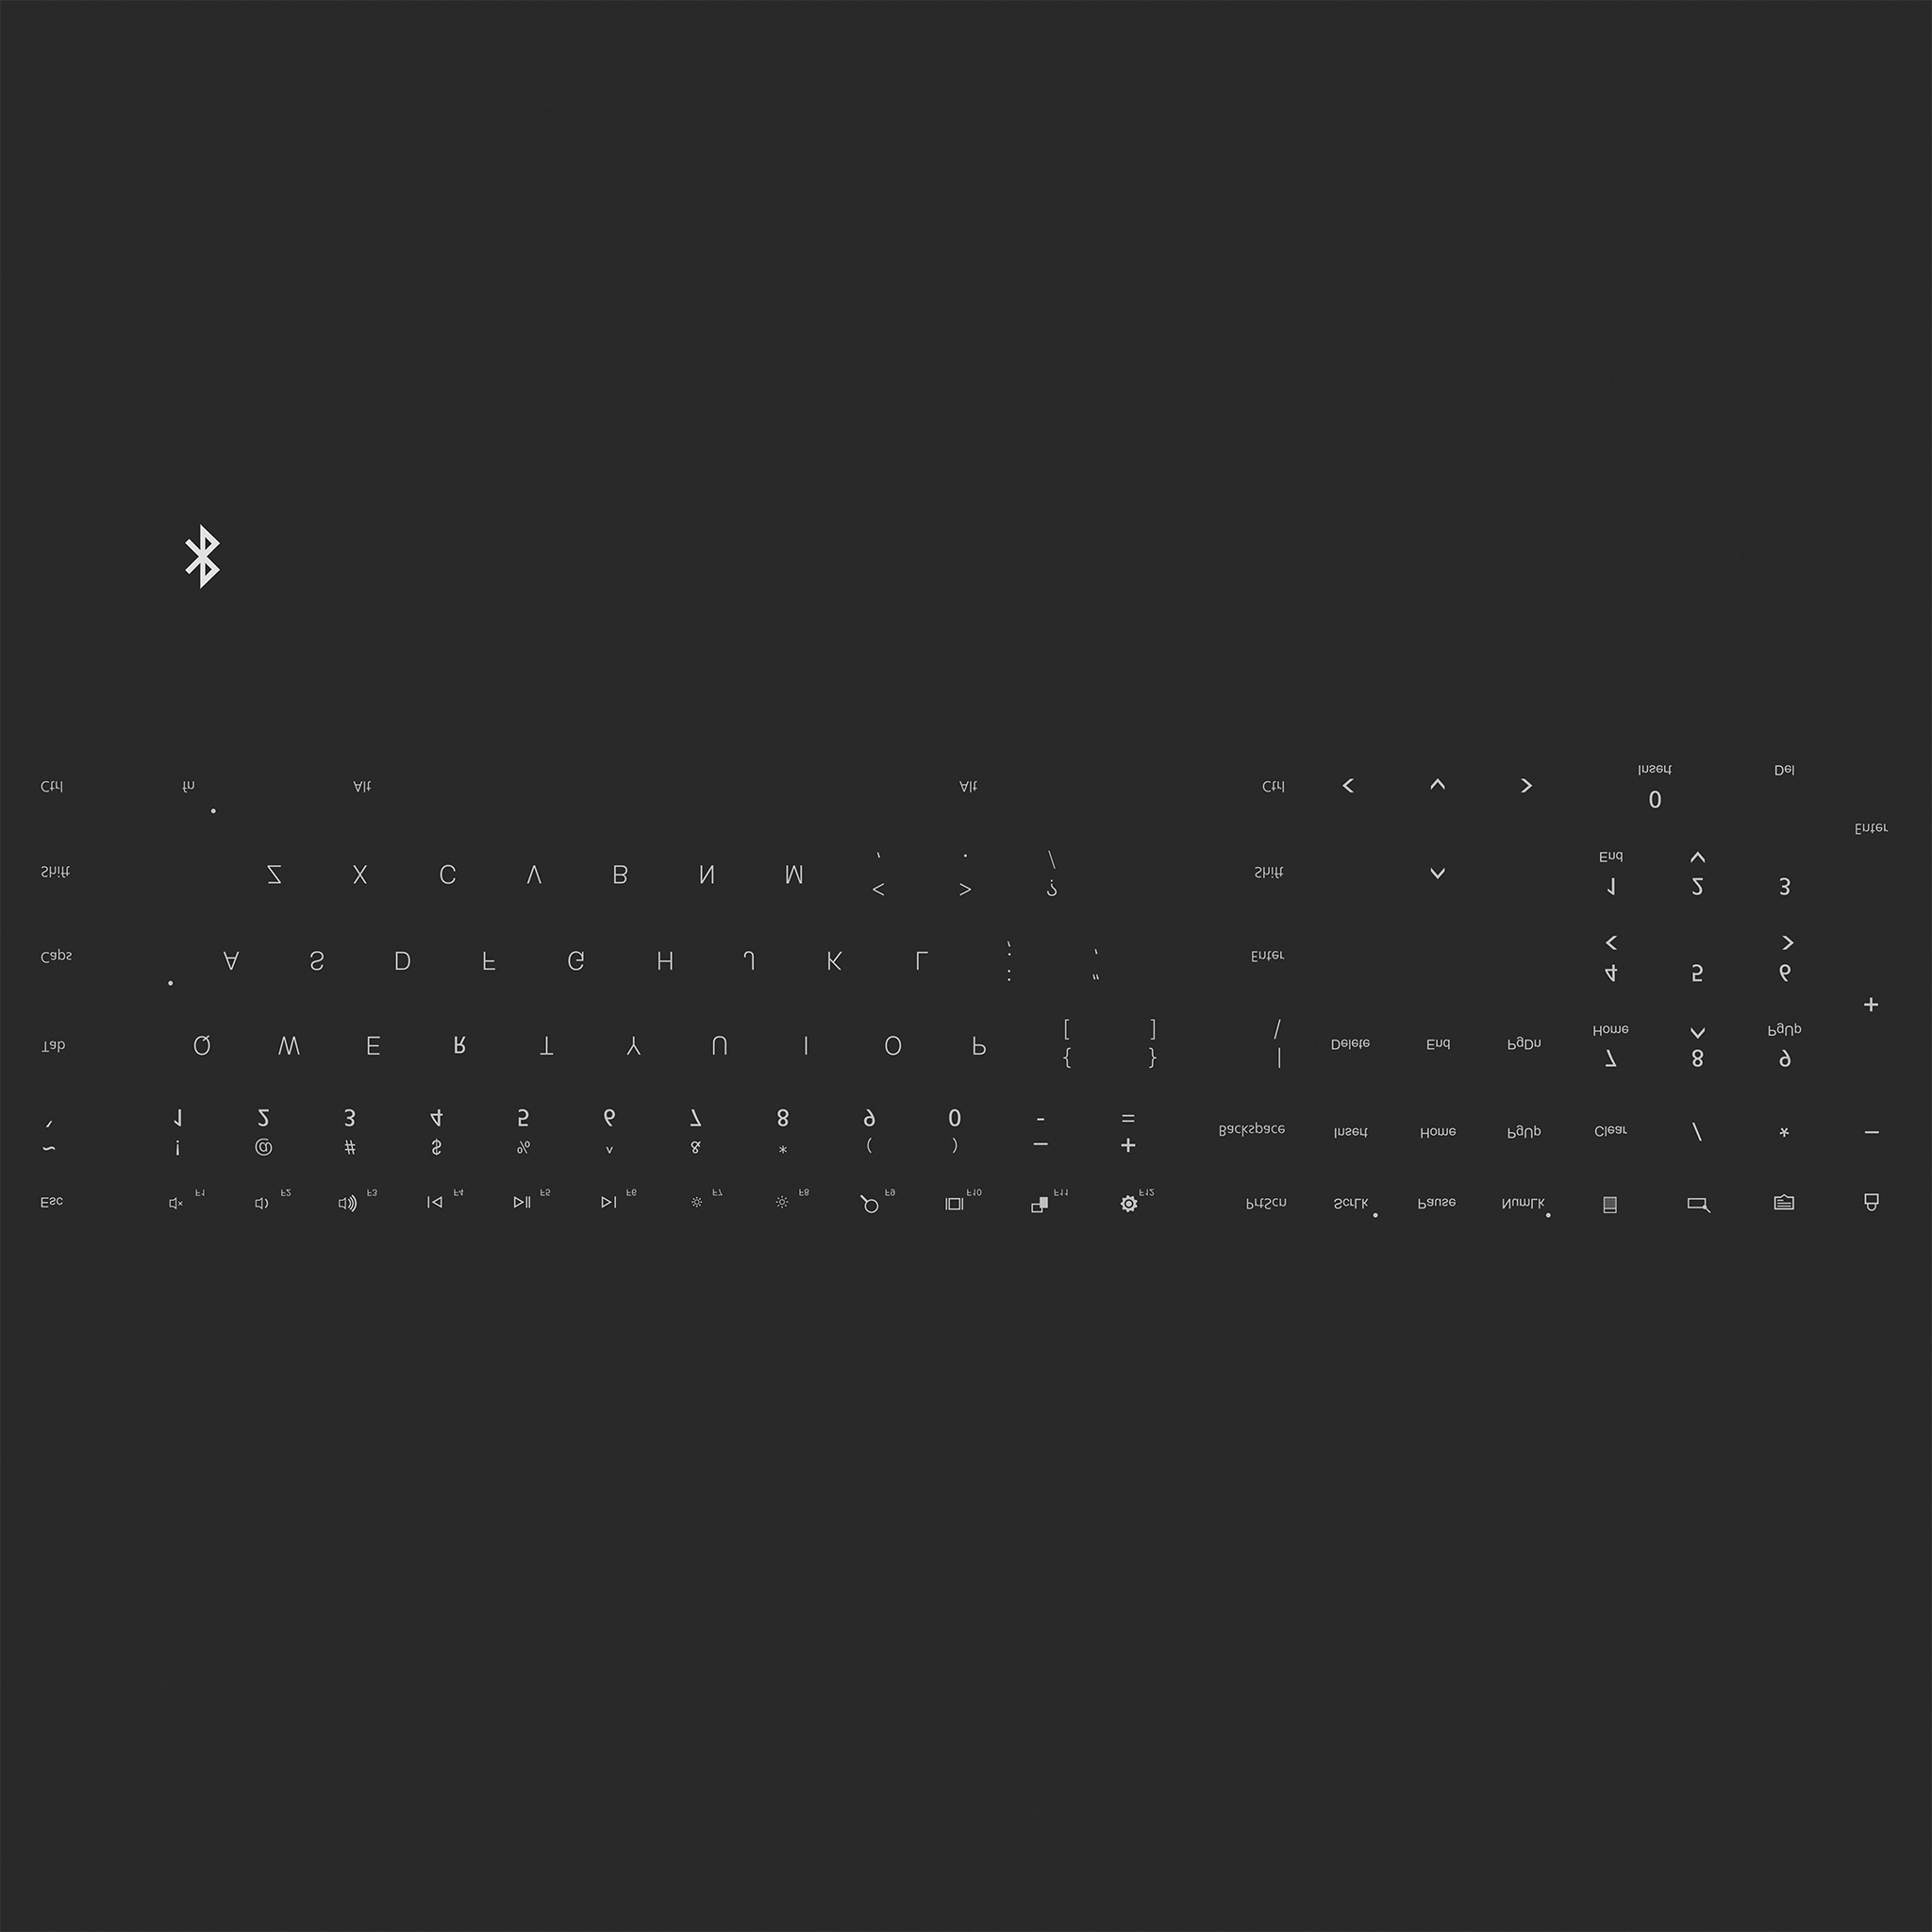 Esc F1 F2 F3 F4 F5 F6 F7 F8 F9 F10 F11 F12 PrtScn ScrLk Pause NumLk
~ ! @ # $ % ^ & * ( ) _ +
` 1 2 3 4 5 6 7 8 9 0 - = Backspace Insert Home PgUp Clear / * -
{ } | 7 8 9
Tab Q W E R T Y U I O P [ ] \ Delete End PgDn Home PgUp
+
: " 4 5 6
Caps A S D F G H J K L ; ' Enter
< > ? 1 2 3
Shift Z X C V B N M , . / Shift End
Enter
0
Ctrl fn Alt Alt Ctrl Insert Del